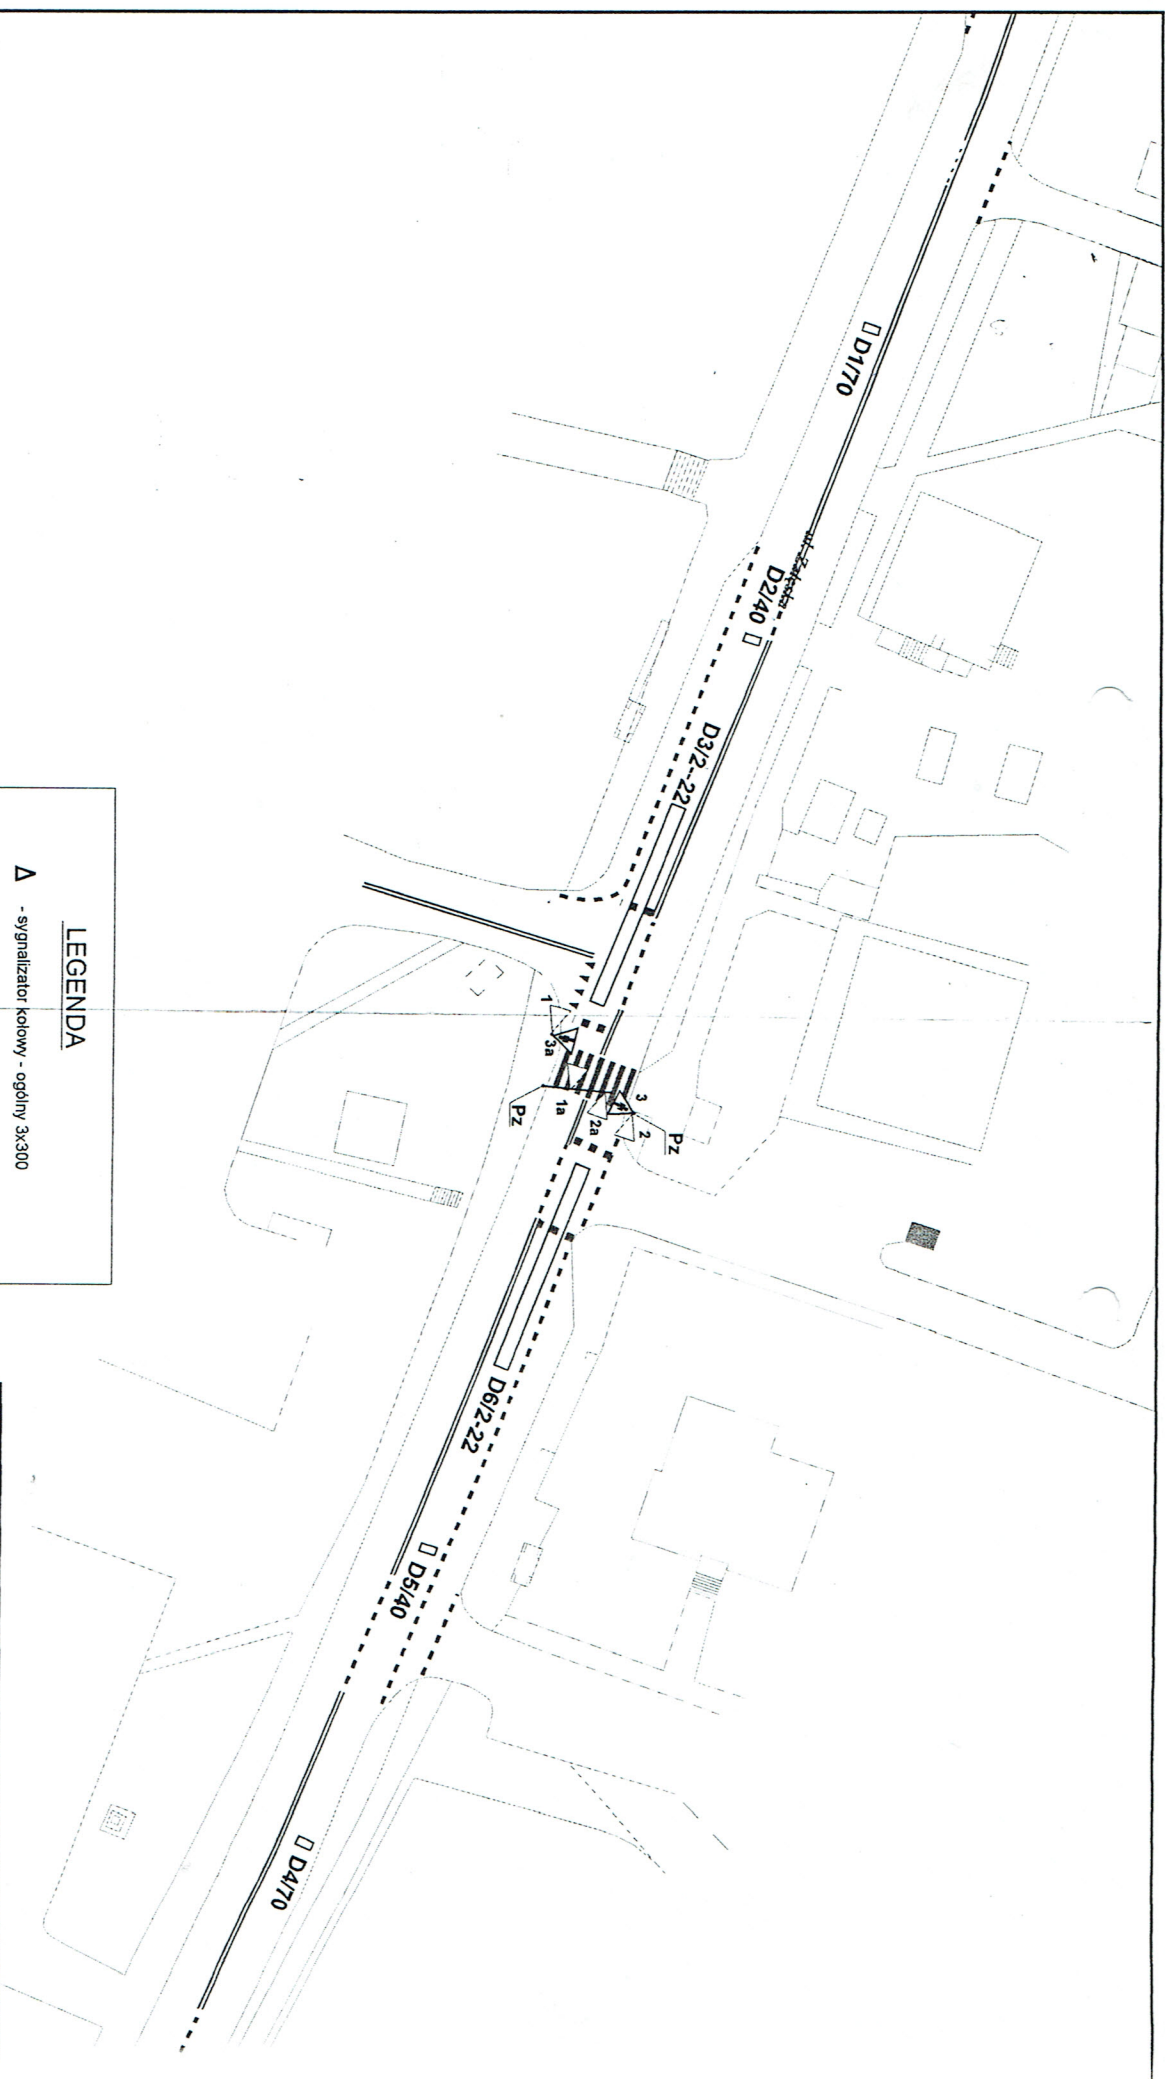 D1/70
D2/40
D3/2-22
1
3a
1a
Pz
3
2
2a
Pz
D6/2-22
D5/40
D4/70
LEGENDA
- sygnalizator kołowy - ogólny 3x300